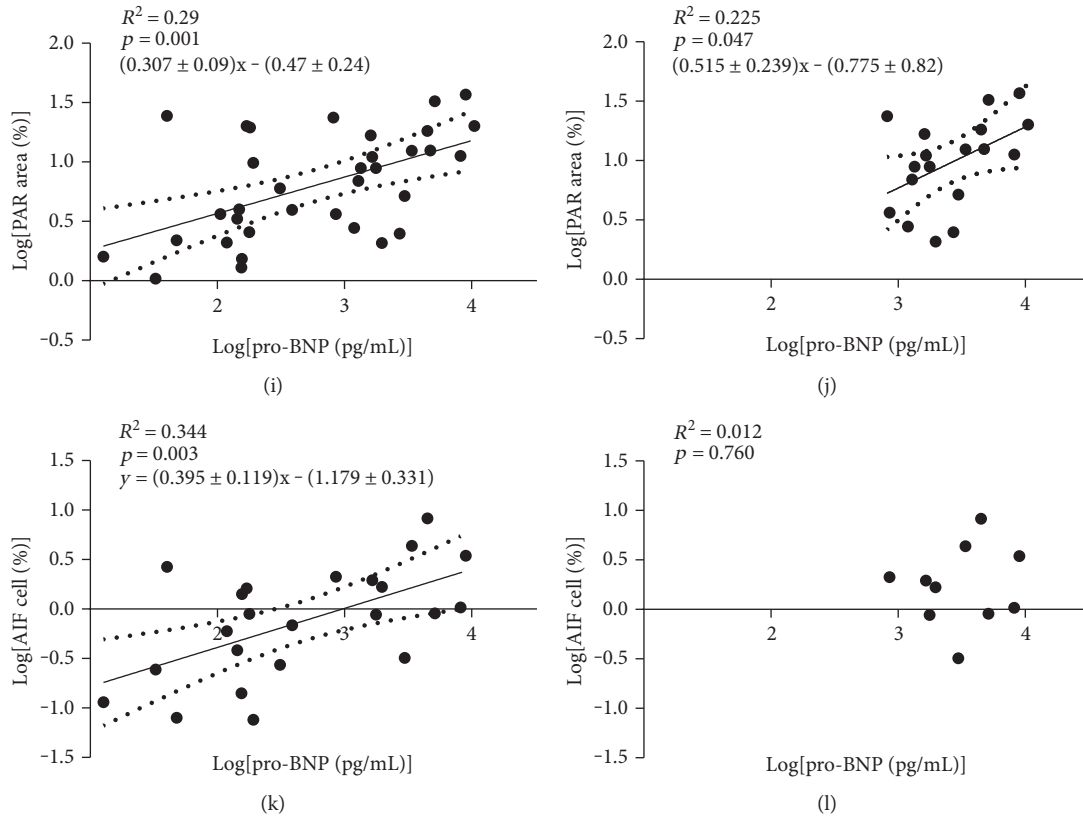 R² = 0.29
p = 0.001
(0.307 ± 0.09)x − (0.47 ± 0.24)
2.0
1.5
1.0
0.5
0.0
−0.5
2
3
4
Log[PAR area (%)]
Log[pro-BNP (pg/mL)]
(i)
R² = 0.225
p = 0.047
(0.515 ± 0.239)x − (0.775 ± 0.82)
2.0
1.5
1.0
0.5
0.0
−0.5
2
3
4
Log[PAR area (%)]
Log[pro-BNP (pg/mL)]
(j)
R² = 0.344
p = 0.003
y = (0.395 ± 0.119)x − (1.179 ± 0.331)
1.5
1.0
0.5
0.0
−0.5
−1.0
−1.5
2
3
4
Log[AIF cell (%)]
Log[pro-BNP (pg/mL)]
(k)
R² = 0.012
p = 0.760
1.5
1.0
0.5
0.0
−0.5
−1.0
−1.5
2
3
4
Log[AIF cell (%)]
Log[pro-BNP (pg/mL)]
(l)